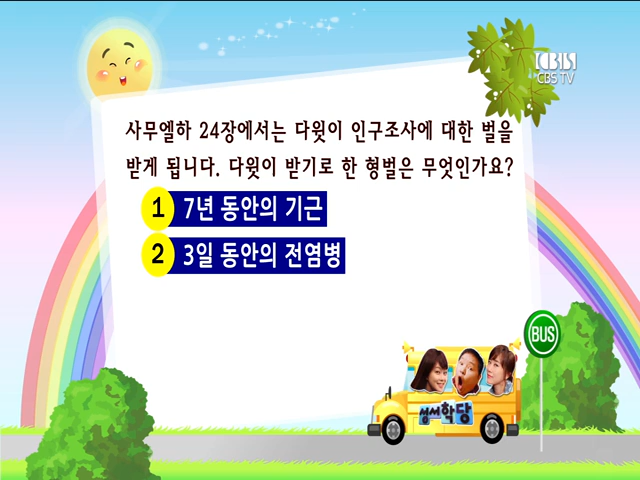 CBS
CBS TV
사무엘하 24장에서는 다윗이 인구조사에 대한 벌을
받게 됩니다. 다윗이 받기로 한 형벌은 무엇인가요?
1 7년 동안의 기근
2 3일 동안의 전염병
BUS
성서학당